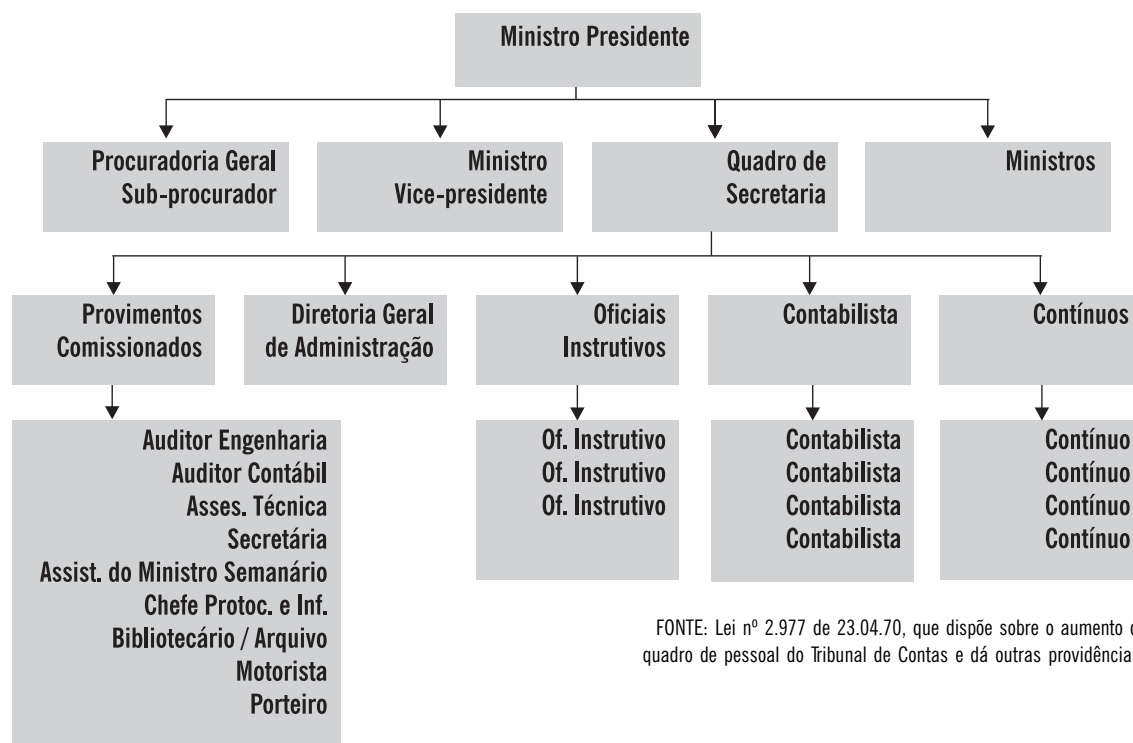 Ministro Presidente
Procuradoria Geral
Sub-procurador
Ministro
Vice-presidente
Quadro de
Secretaria
Ministros
Provimentos
Comissionados
Diretoria Geral
de Administração
Oficiais
Instrutivos
Contabilista
Contínuos
Auditor Engenharia
Auditor Contábil
Asses. Técnica
Secretária
Assist. do Ministro Semanário
Chefe Protoc. e Inf.
Bibliotecário / Arquivo
Motorista
Porteiro
Of. Instrutivo
Of. Instrutivo
Of. Instrutivo
Contabilista
Contabilista
Contabilista
Contabilista
Contínuo
Contínuo
Contínuo
Contínuo
FONTE: Lei nº 2.977 de 23.04.70, que dispõe sobre o aumento
quadro de pessoal do Tribunal de Contas e dá outras providência